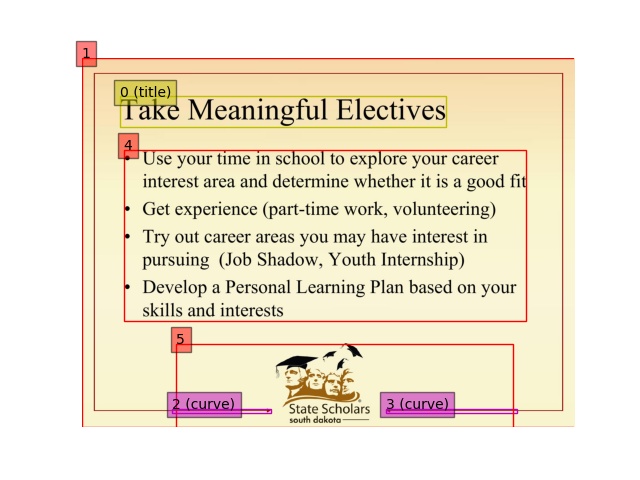 1
0 (title)
Take Meaningful Electives
4
• Use your time in school to explore your career
interest area and determine whether it is a good fit
• Get experience (part-time work, volunteering)
• Try out career areas you may have interest in
pursuing (Job Shadow, Youth Internship)
• Develop a Personal Learning Plan based on your
skills and interests
5
2 (curve)
3 (curve)
State Scholars
south dakota